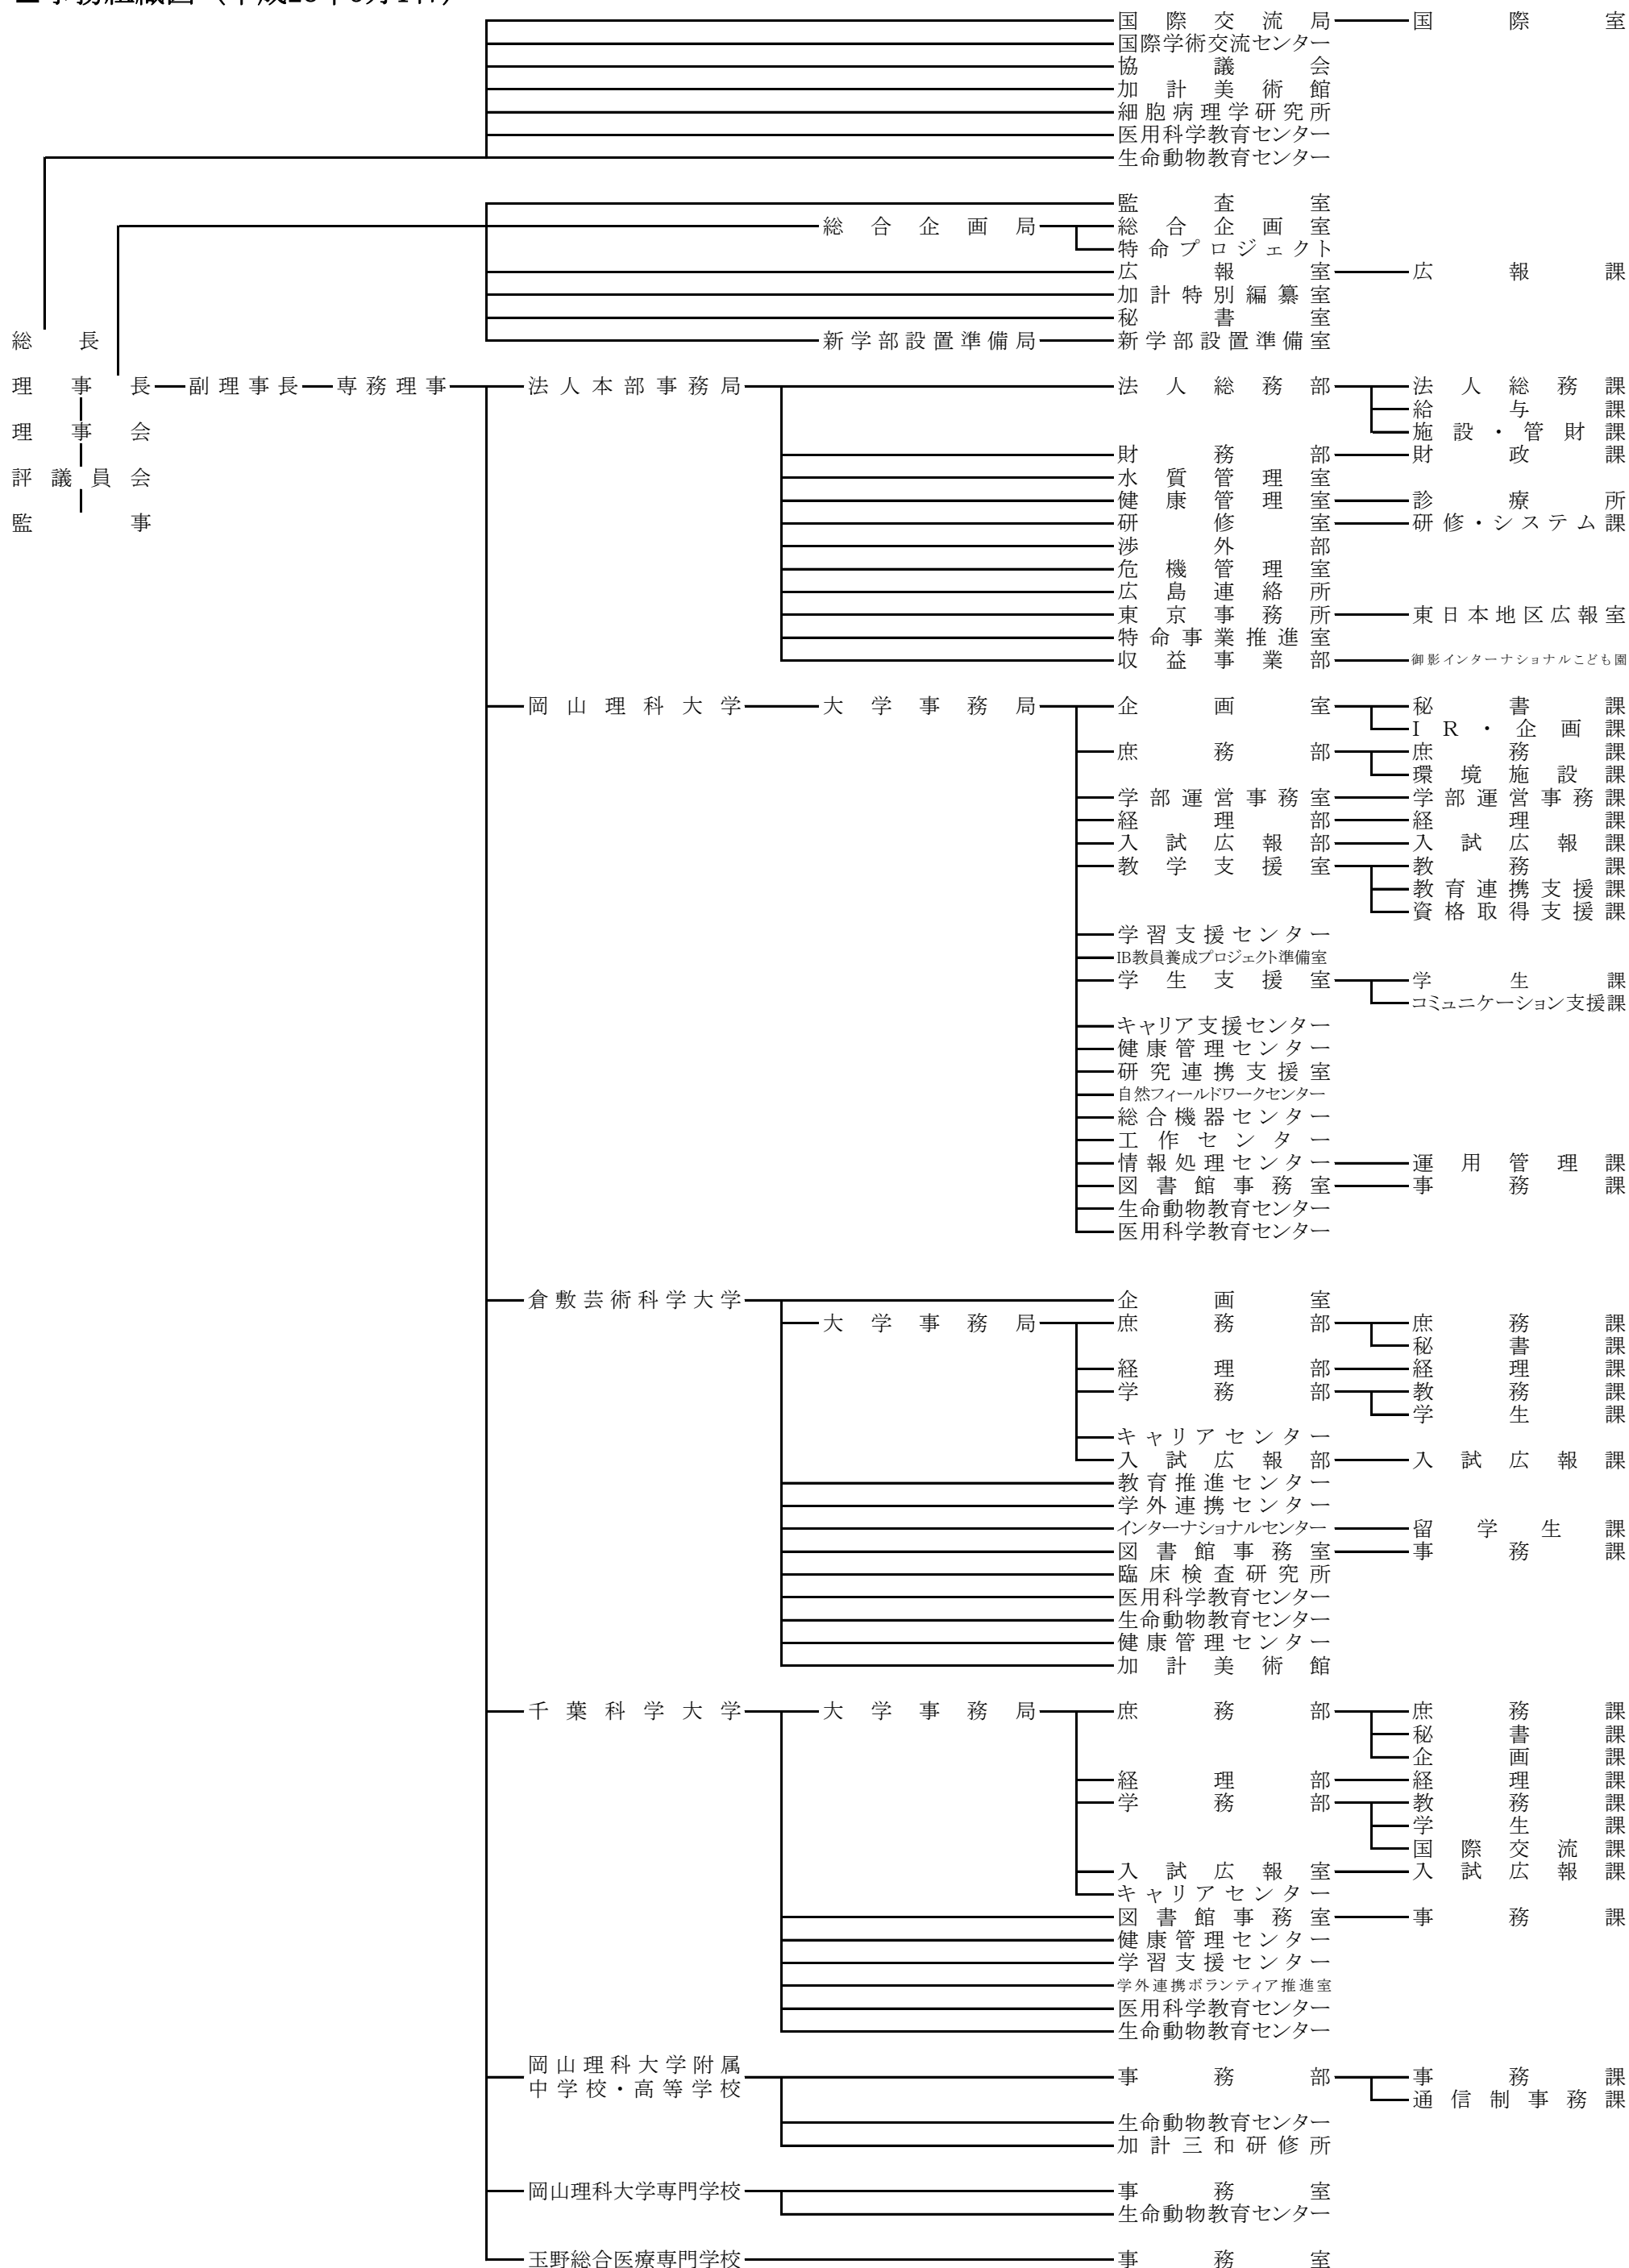 国際交流局 国際室
国際学術交流センター
協議会
加計美術館
細胞病理学研究所
医用科学教育センター
生命動物教育センター
監査室
総合企画局 総合企画室
特命プロジェクト
広報室 広報課
加計特別編纂室
秘書室
総長 新学部設置準備局 新学部設置準備室
理事長 副理事長 専務理事 法人本部事務局 法人総務部 法人総務課
給与課
理事会 施設・管財課
財務部 財政課
評議員会 水質管理室
健康管理室 診療所
監事 研修室 研修・システム課
渉外部
危機管理室
広島連絡所
東京事務所 東日本地区広報室
特命事業推進室
収益事業部 御影インターナショナルこども園
岡山理科大学 大学事務局 企画室 秘書課
IR・企画課
庶務部 庶務課
環境施設課
学部運営事務室 学部運営事務課
経理部 経理課
入試広報部 入試広報課
教学支援室 教務課
教育連携支援課
資格取得支援課
学習支援センター
IB教員養成プロジェクト準備室
学生支援室 学生課
コミュニケーション支援課
キャリア支援センター
健康管理センター
研究連携支援室
自然フィールドワークセンター
総合機器センター
工作センター
情報処理センター 運用管理課
図書館事務室 事務課
生命動物教育センター
医用科学教育センター
倉敷芸術科学大学 企画室
大学事務局 庶務部 庶務課
秘書課
経理部 経理課
学務部 教務課
学生課
キャリアセンター
入試広報部 入試広報課
教育推進センター
学外連携センター
インターナショナルセンター 留学生課
図書館事務室 事務課
臨床検査研究所
医用科学教育センター
生命動物教育センター
健康管理センター
加計美術館
千葉科学大学 大学事務局 庶務部 庶務課
秘書課
企画課
経理部 経理課
学務部 教務課
学生課
国際交流課
入試広報室 入試広報課
キャリアセンター
図書館事務室 事務課
健康管理センター
学習支援センター
学外連携ボランティア推進室
医用科学教育センター
生命動物教育センター
岡山理科大学附属
中学校・高等学校 事務部 事務課
通信制事務課
生命動物教育センター
加計三和研修所
岡山理科大学専門学校 事務室
生命動物教育センター
玉野総合医療専門学校 事務室